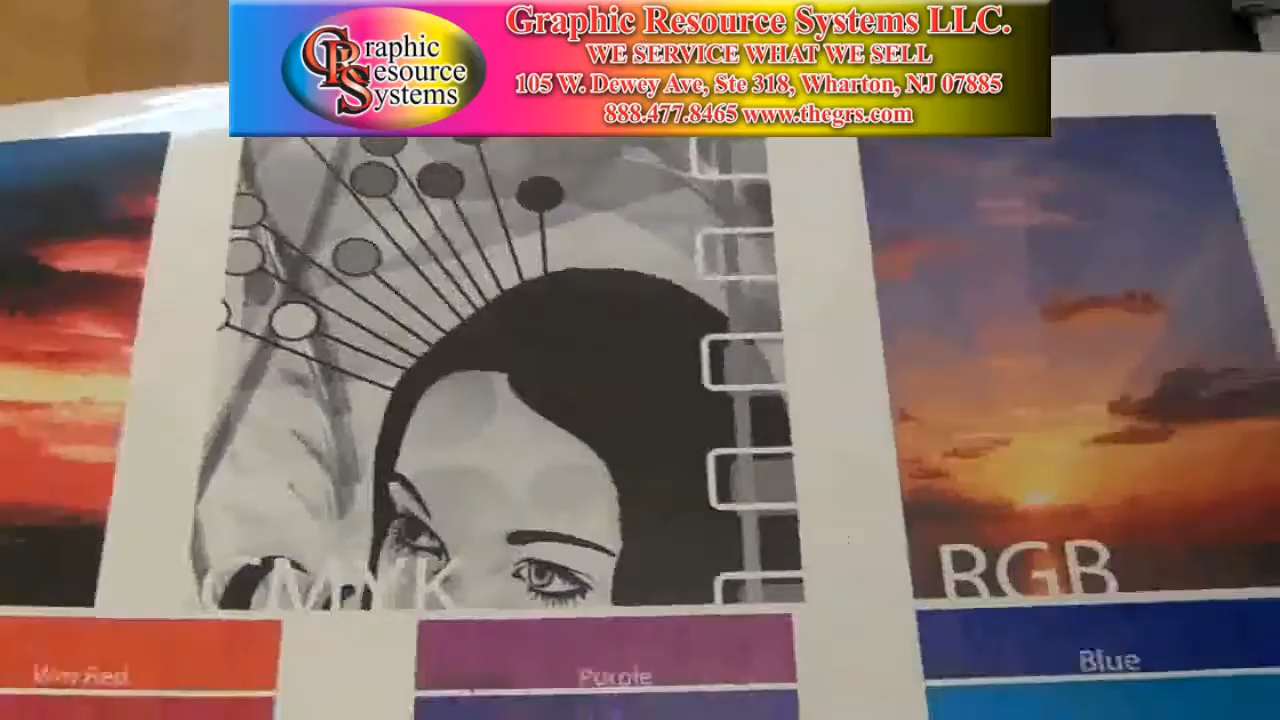 Graphic
Resource
Systems
Graphic Resource Systems LLC.
WE SERVICE WHAT WE SELL
105 W. Dewey Ave, Ste 318, Wharton, NJ 07885
888.477.8465 www.thegrs.com
CMYK
RGB
Purple
Blue